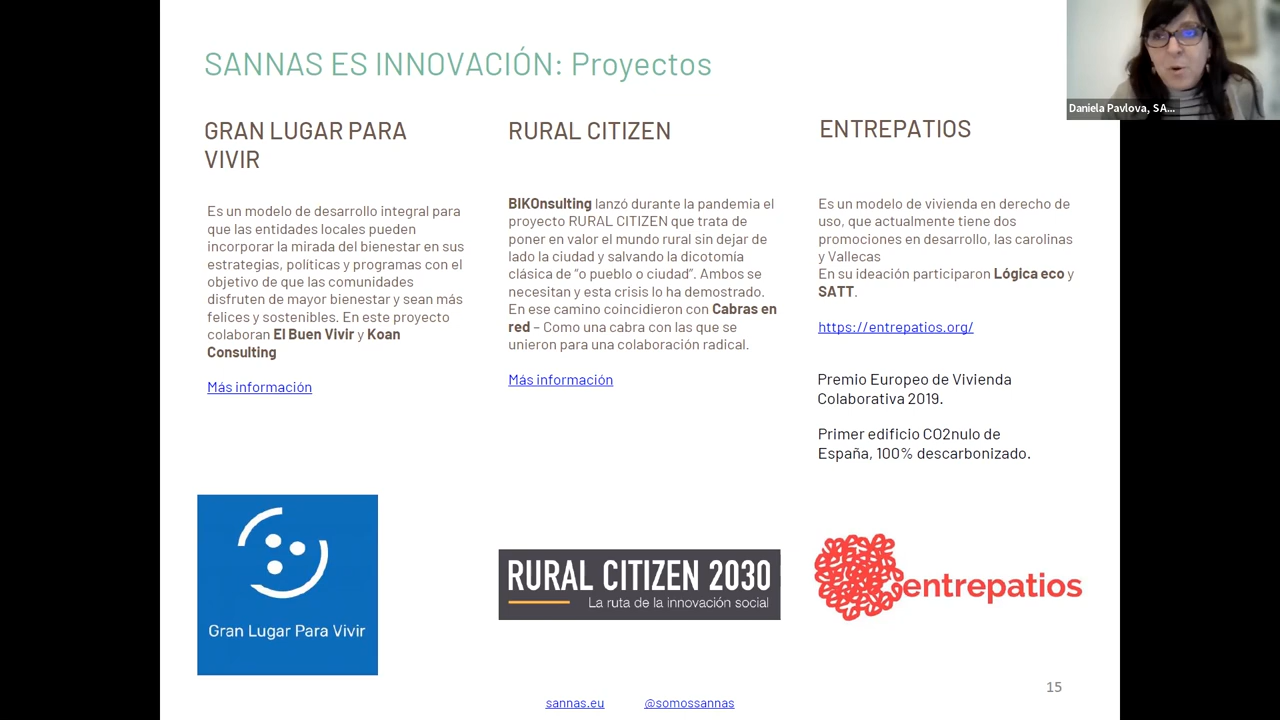 SANNAS ES INNOVACIÓN: Proyectos
Daniela Pavlova, SA...
GRAN LUGAR PARA
VIVIR
Es un modelo de desarrollo integral para
que las entidades locales pueden
incorporar la mirada del bienestar en sus
estrategias, políticas y programas con el
objetivo de que las comunidades
disfruten de mayor bienestar y sean más
felices y sostenibles. En este proyecto
colaboran El Buen Vivir y Koan
Consulting
Más información
Gran Lugar Para Vivir
RURAL CITIZEN
BIKOnsulting lanzó durante la pandemia el
proyecto RURAL CITIZEN que trata de
poner en valor el mundo rural sin dejar de
lado la ciudad y salvando la dicotomía
clásica de “o pueblo o ciudad”. Ambos se
necesitan y esta crisis lo ha demostrado.
En ese camino coincidieron con Cabras en
red – Como una cabra con las que se
unieron para una colaboración radical.
Más información
RURAL CITIZEN 2030
La ruta de la innovación social
ENTREPATIOS
Es un modelo de vivienda en derecho de
uso, que actualmente tiene dos
promociones en desarrollo, las carolinas
y Vallecas
En su ideación participaron Lógica eco y
SATT.
https://entrepatios.org/
Premio Europeo de Vivienda
Colaborativa 2019.
Primer edificio CO2nulo de
España, 100% descarbonizado.
entrepatios
15
sannas.eu
@somossannas